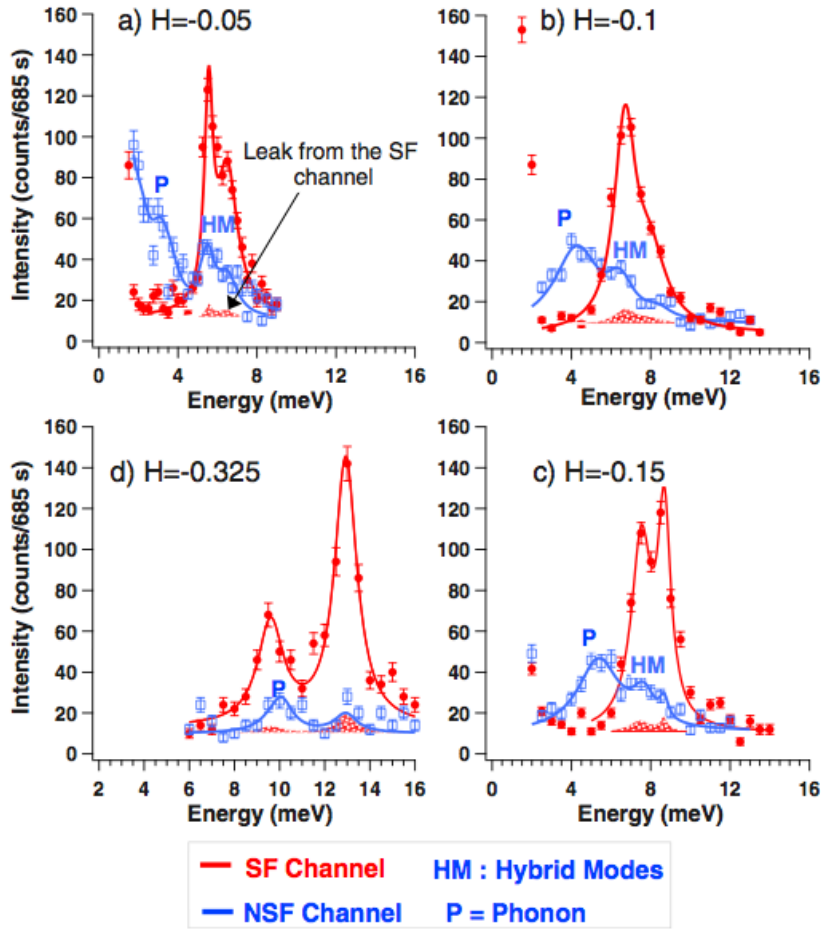 a) H=-0.05
b) H=-0.1
Intensity (counts/685 s)
160
140
120
100
80
60
40
20
0
P
HM
Leak from the SF
channel
0
4
8
12
16
Energy (meV)
160
140
120
100
80
60
40
20
0
P
HM
0
4
8
12
16
Energy (meV)
d) H=-0.325
c) H=-0.15
Intensity (counts/685 s)
160
140
120
100
80
60
40
20
0
P
2
4
6
8
10
12
14
16
Energy (meV)
160
140
120
100
80
60
40
20
0
P
HM
0
4
8
12
16
Energy (meV)
SF Channel
HM : Hybrid Modes
NSF Channel
P = Phonon